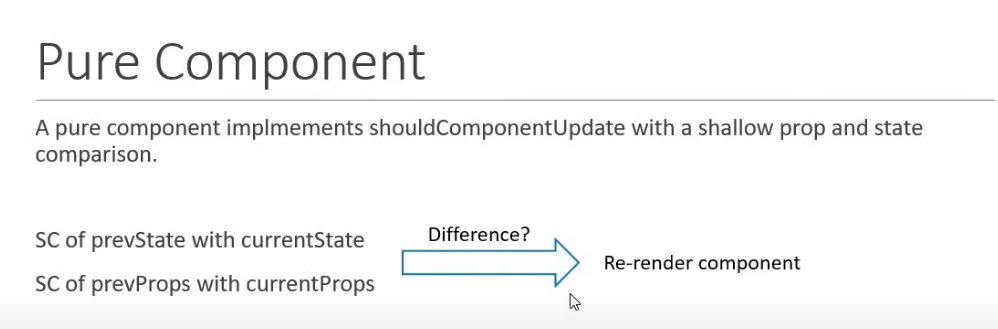 Pure Component
A pure component implmements shouldComponentUpdate with a shallow prop and state
comparison.
SC of prevState with currentState
Difference?
SC of prevProps with currentProps
Re-render component